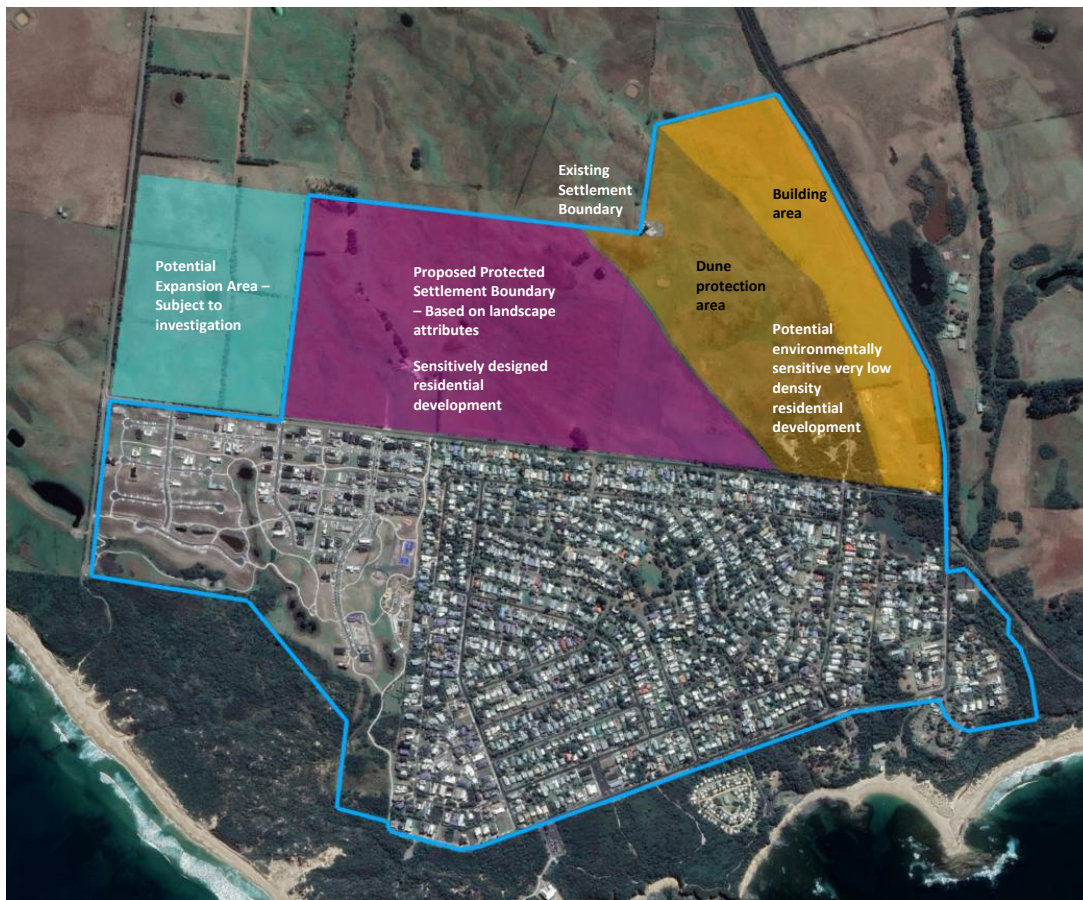 Existing
Settlement
Boundary
Building
area
Potential
Expansion Area –
Subject to
investigation
Proposed Protected
Settlement Boundary
– Based on landscape
attributes
Sensitively designed
residential
development
Dune
protection
area
Potential
environmentally
sensitive very low
density
residential
development